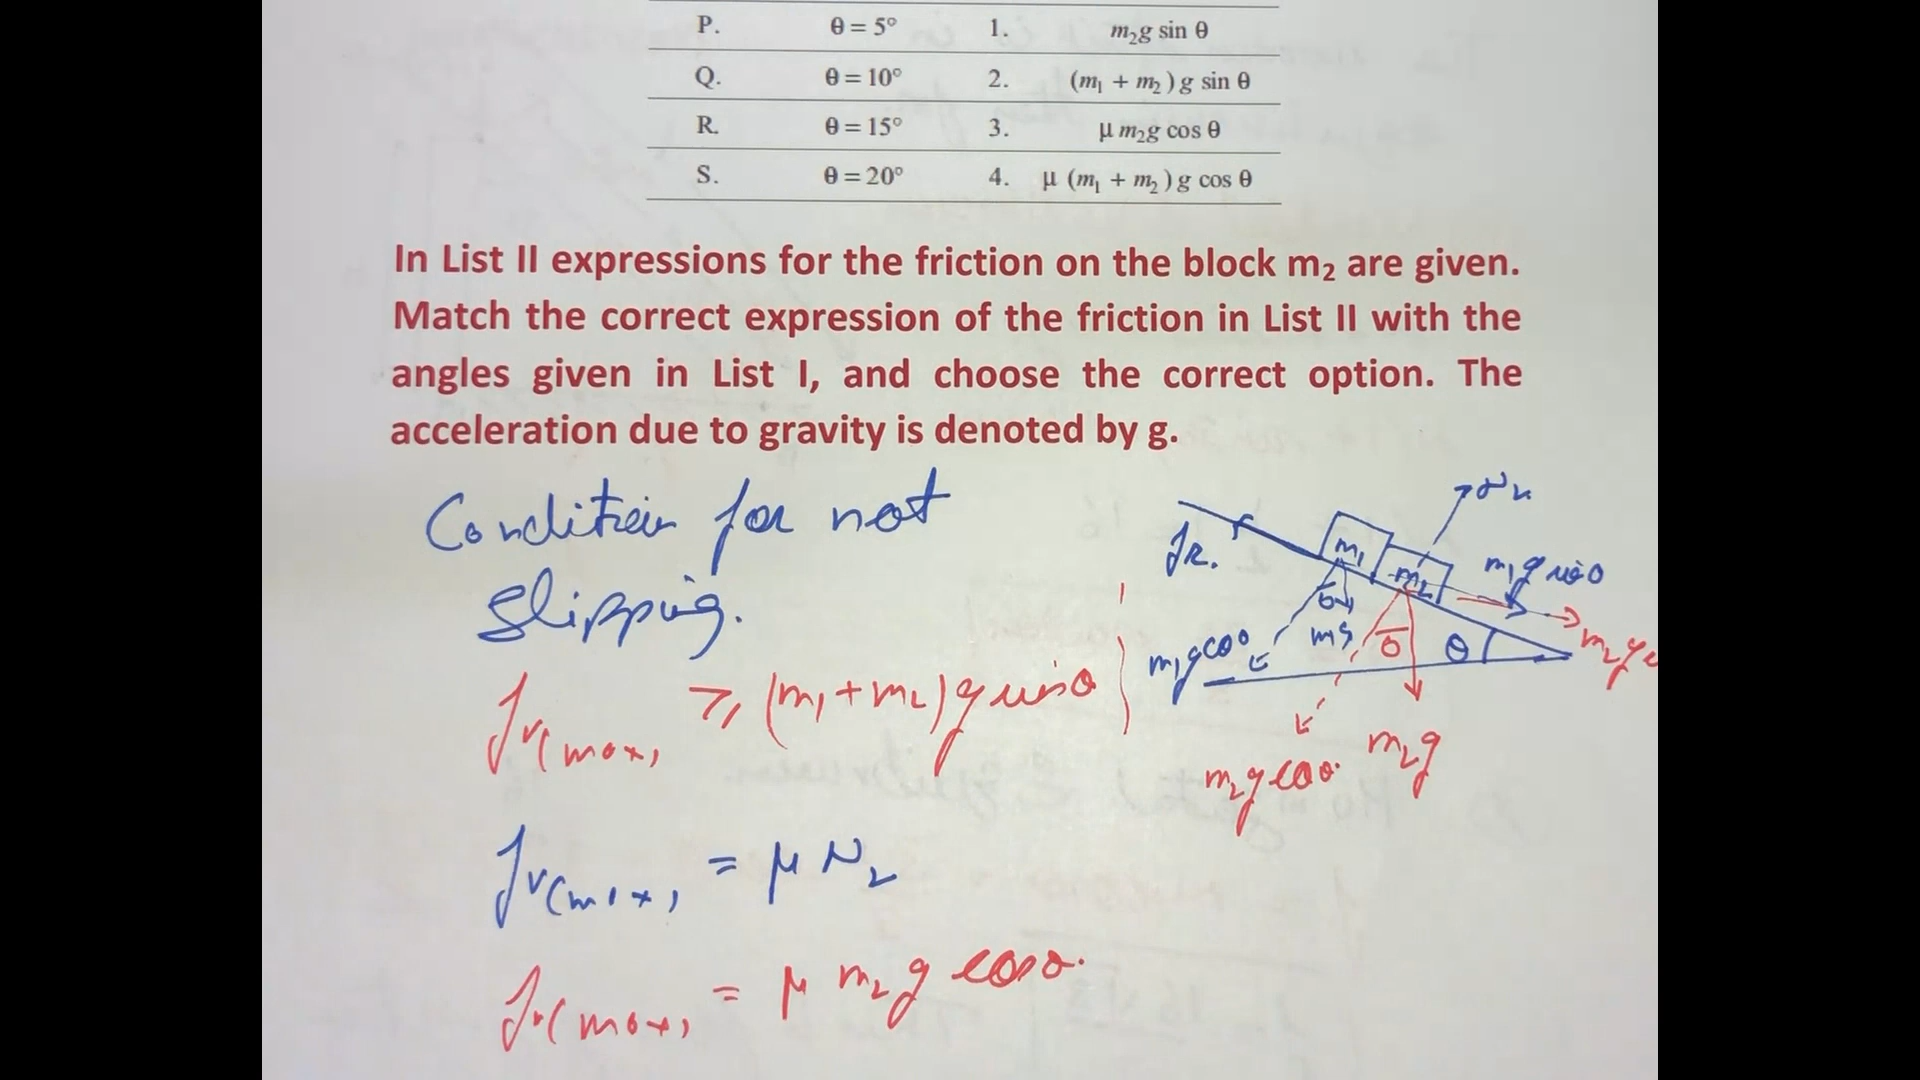 P. θ = 5° 1. m₂g sin θ
Q. θ = 10° 2. (m₁ + m₂) g sin θ
R. θ = 15° 3. μ m₂g cos θ
S. θ = 20° 4. μ (m₁ + m₂) g cos θ
In List II expressions for the friction on the block m₂ are given.
Match the correct expression of the friction in List II with the
angles given in List I, and choose the correct option. The
acceleration due to gravity is denoted by g.
Condition for not
slipping.
fr(max) ⩾ (m₁+m₂)g sinθ
fr(max) = μ N₂
fr(max) = μ m₂ g cosθ.
fr.
m₁
m₂
m₁g sinθ
θ
θ
m₁g cosθ
θ
m₂g cosθ.
m₂g